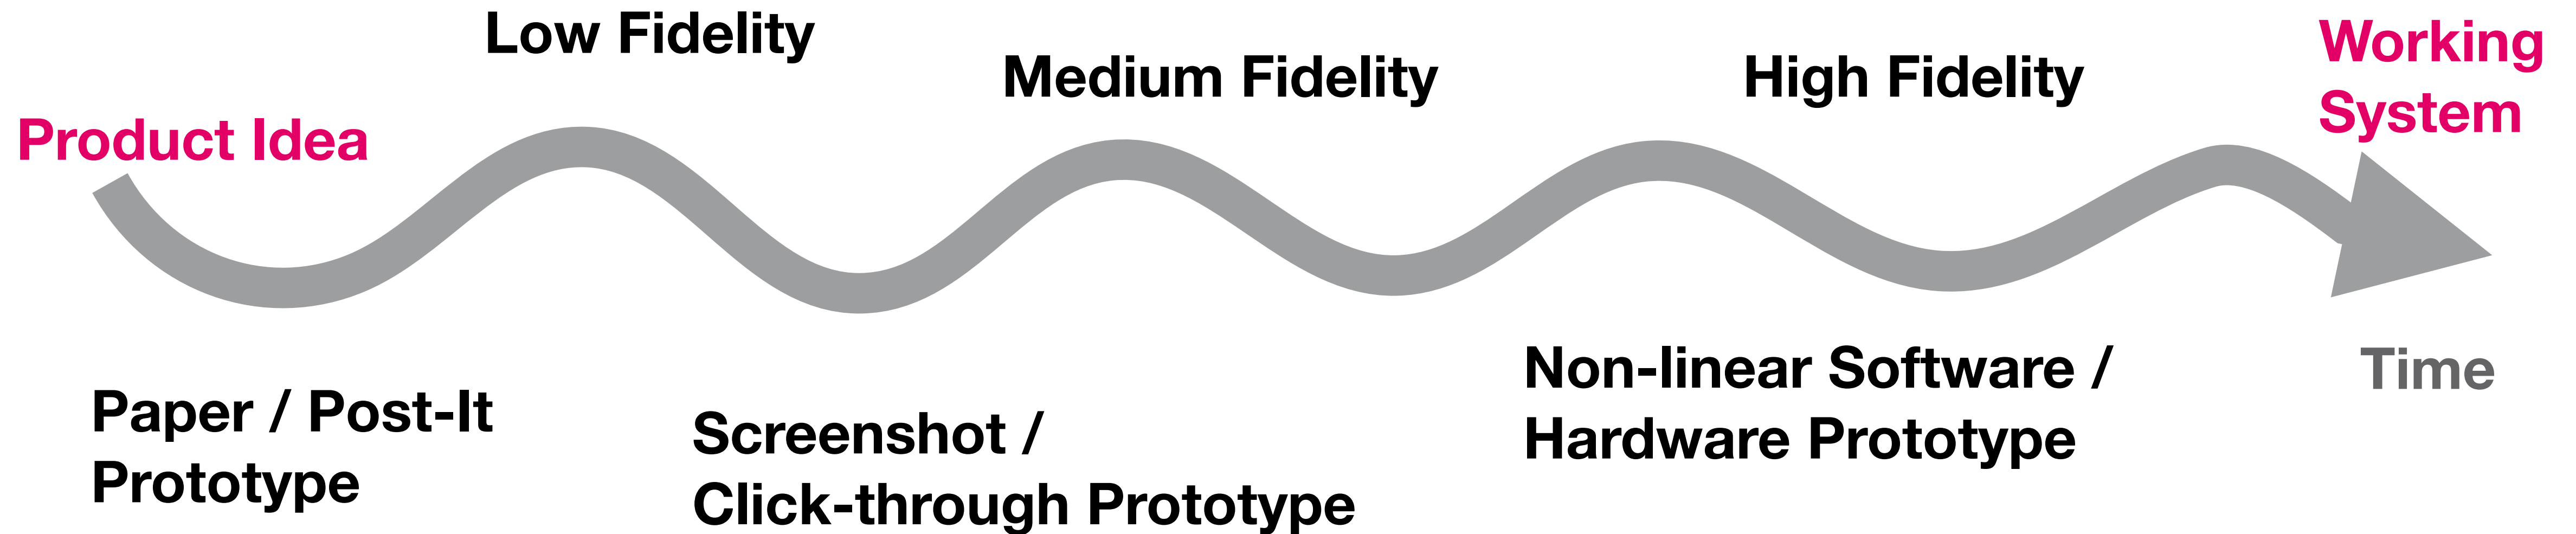 Product Idea
Low Fidelity
Medium Fidelity
High Fidelity
Working
System
Paper / Post-It
Prototype
Screenshot /
Click-through Prototype
Non-linear Software /
Hardware Prototype
Time